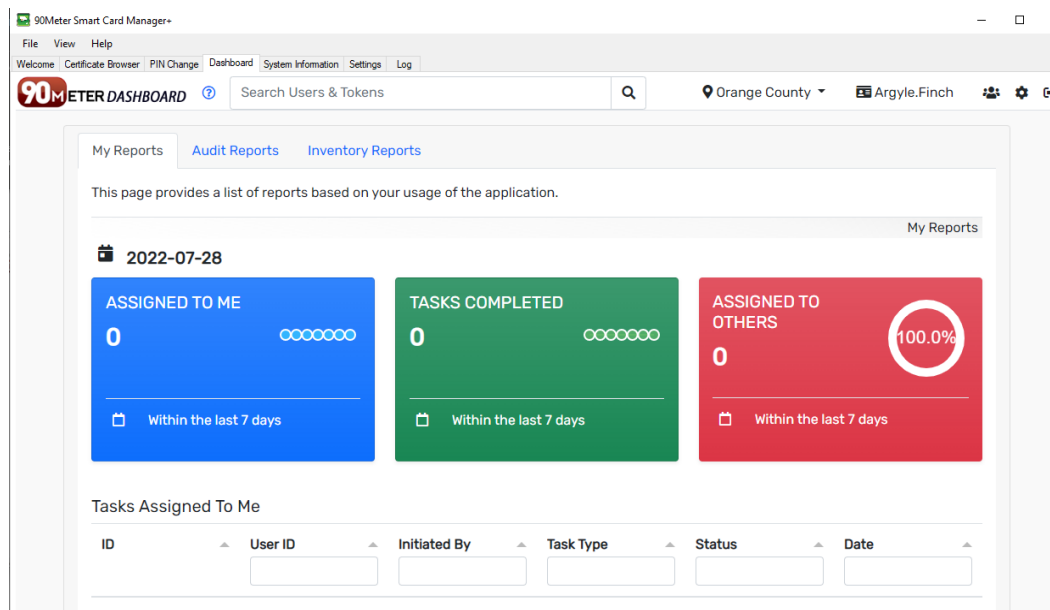 90Meter Smart Card Manager+
File View Help
Welcome Certificate Browser PIN Change Dashboard System Information Settings Log
90METER DASHBOARD ? Search Users & Tokens Orange County Argyle.Finch
My Reports Audit Reports Inventory Reports
This page provides a list of reports based on your usage of the application.
My Reports
2022-07-28
ASSIGNED TO ME
0
Within the last 7 days
TASKS COMPLETED
0
Within the last 7 days
ASSIGNED TO
OTHERS
0
100.0%
Within the last 7 days
Tasks Assigned To Me
ID User ID Initiated By Task Type Status Date